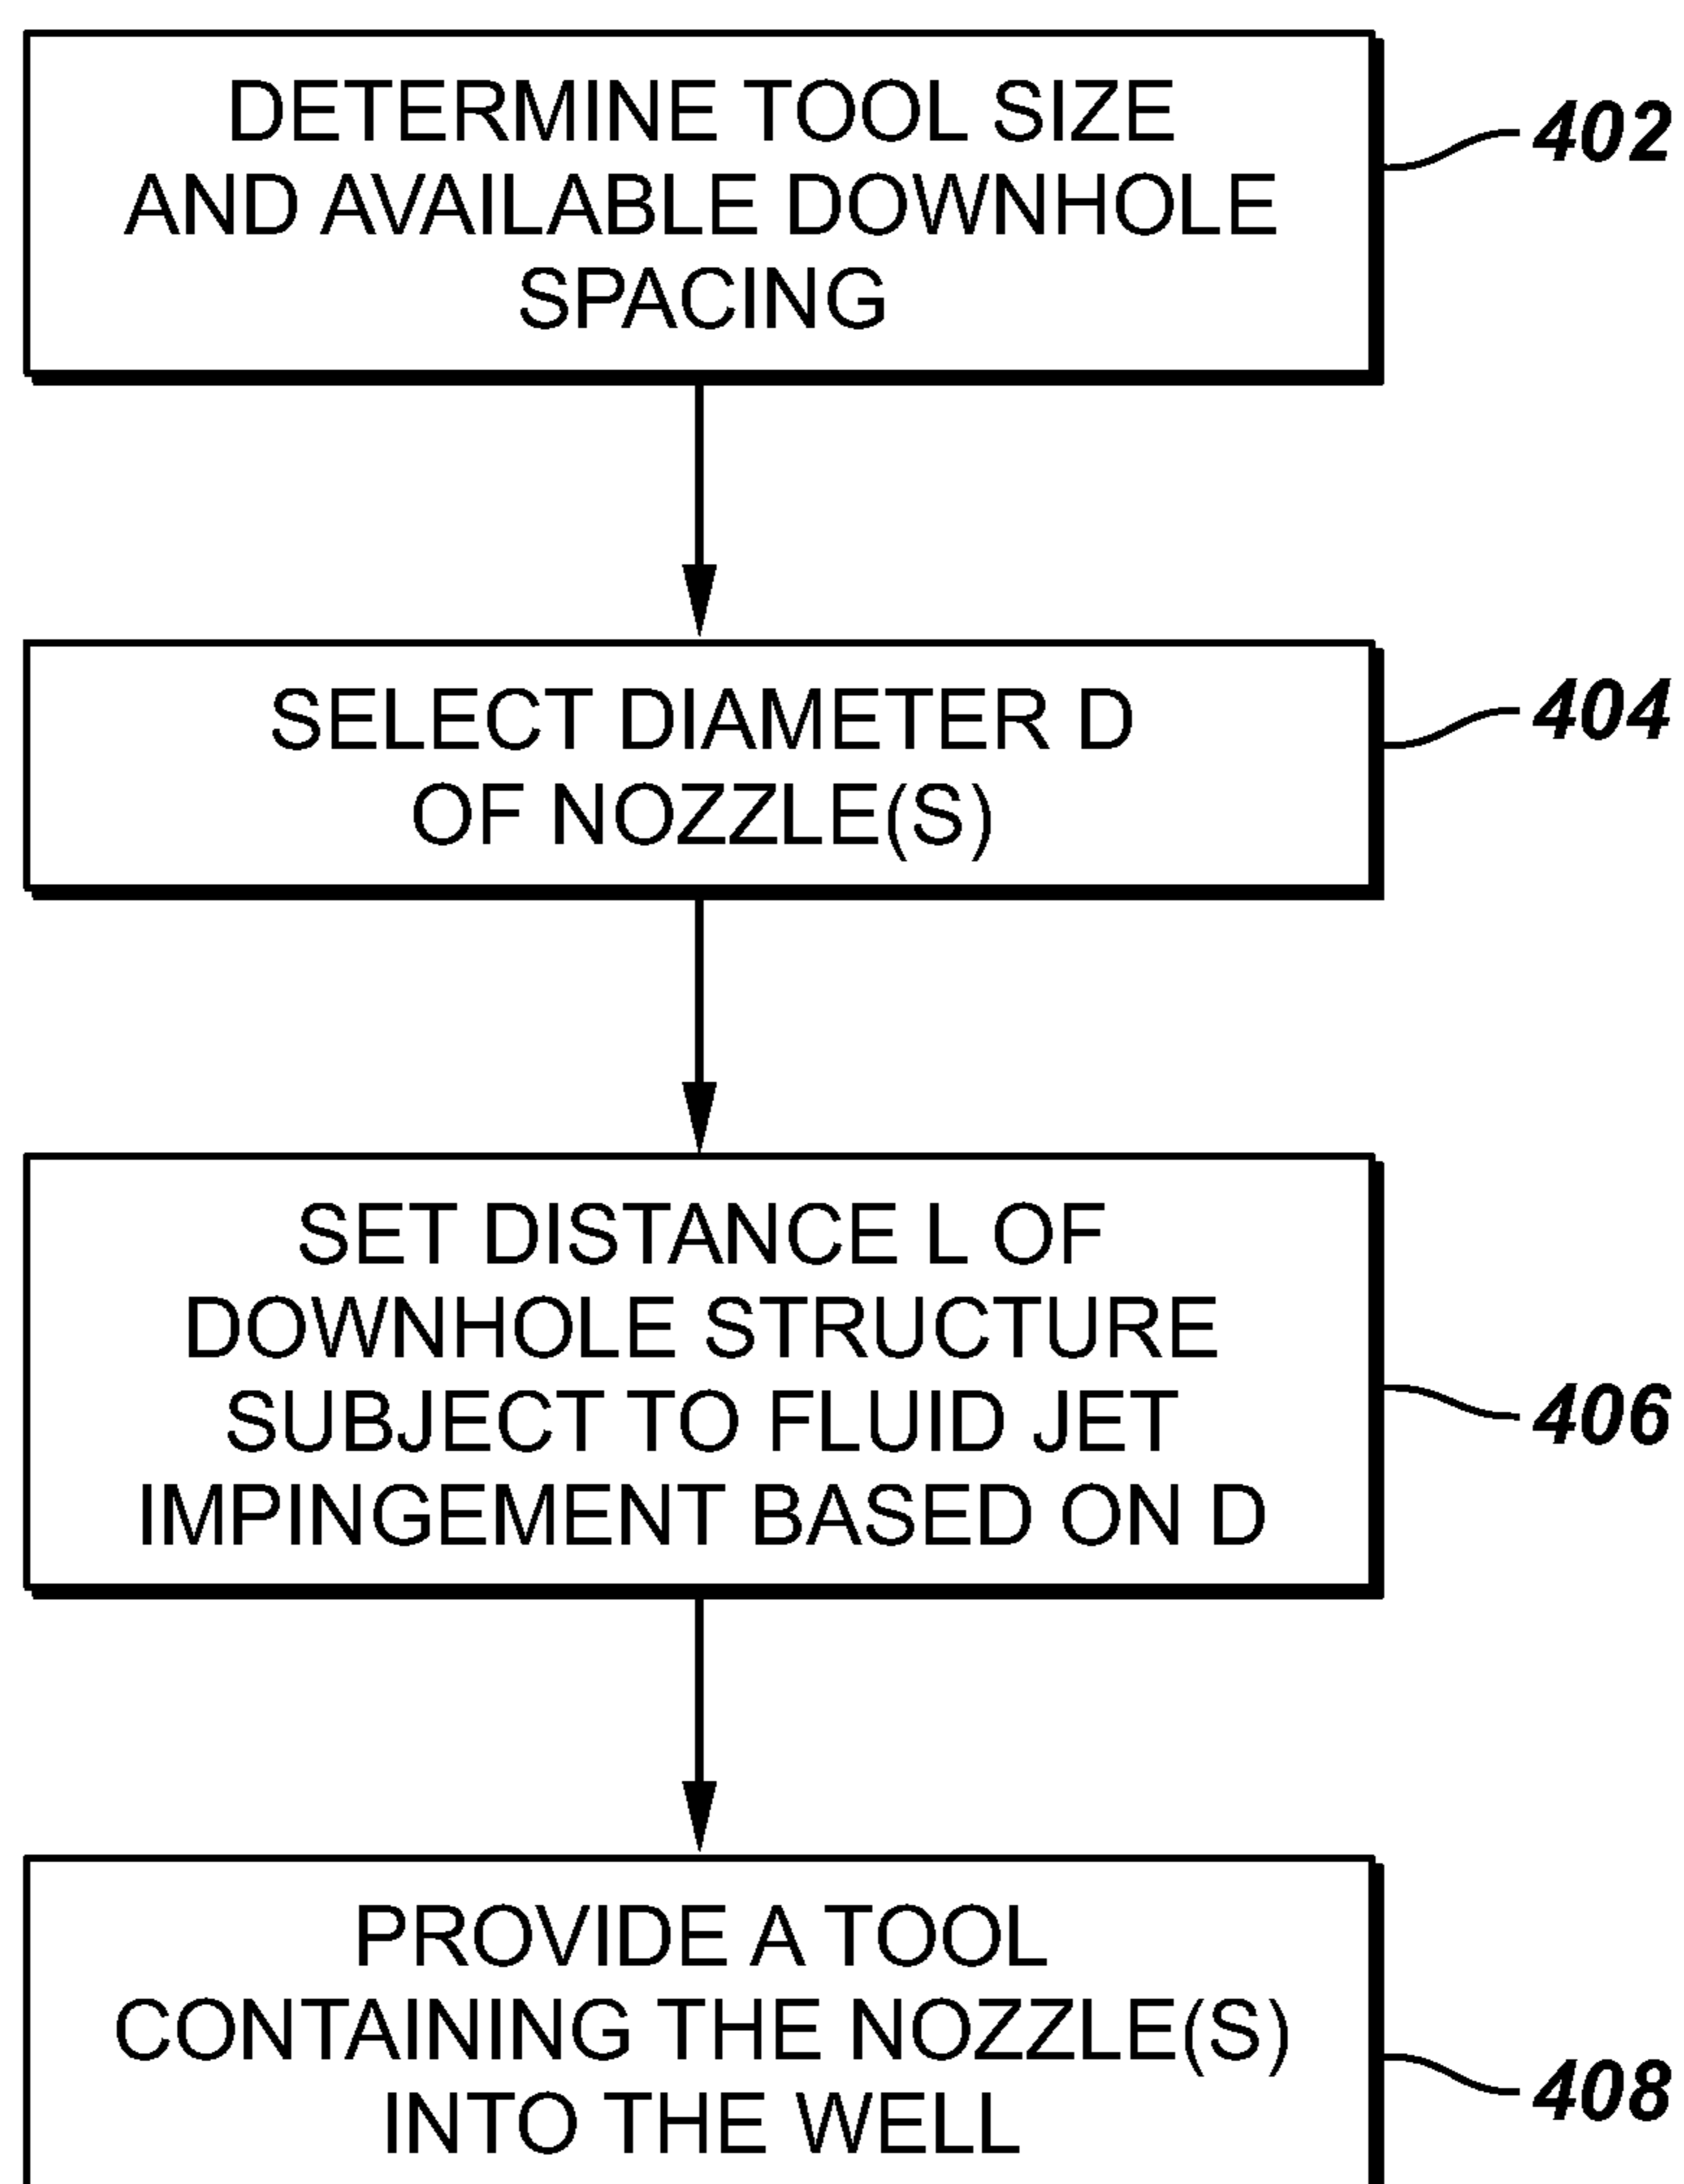 DETERMINE TOOL SIZE
AND AVAILABLE DOWNHOLE
SPACING
402
SELECT DIAMETER D
OF NOZZLE(S)
404
SET DISTANCE L OF
DOWNHOLE STRUCTURE
SUBJECT TO FLUID JET
IMPINGEMENT BASED ON D
406
PROVIDE A TOOL
CONTAINING THE NOZZLE(S)
INTO THE WELL
408